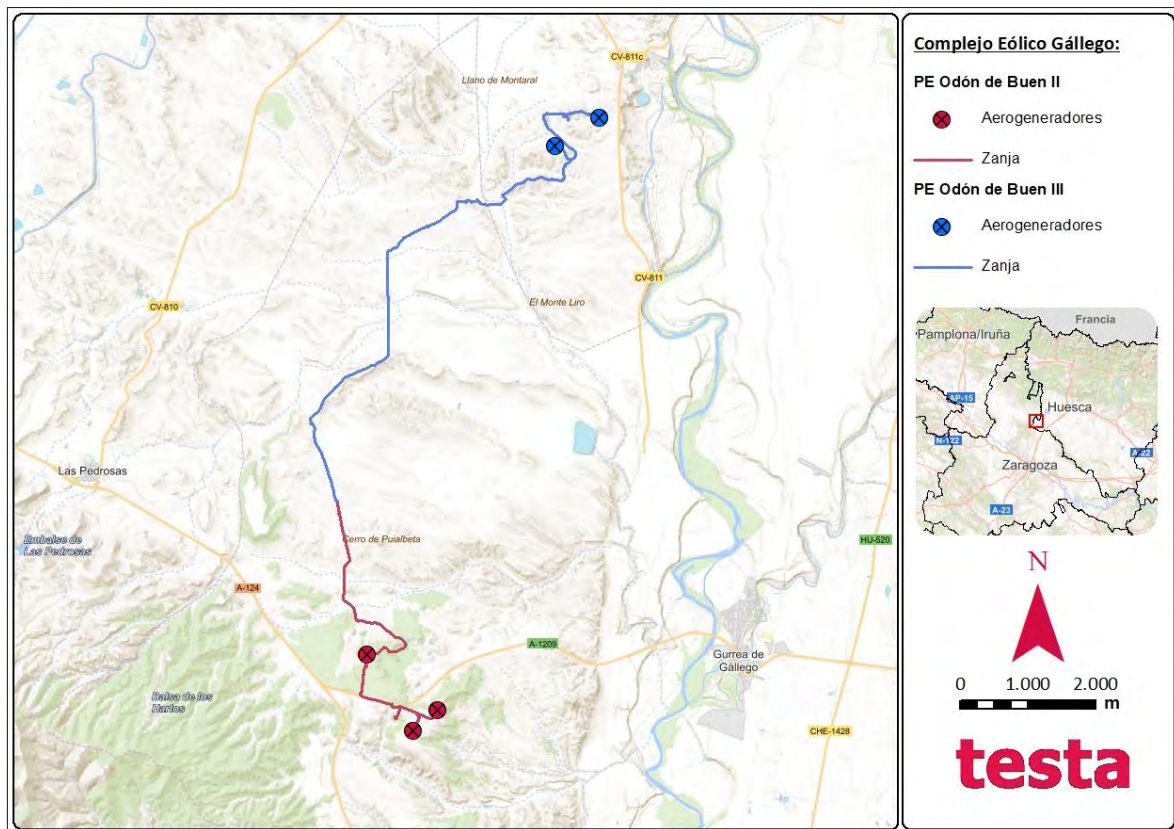 CV-811c
Llano de Montaral
CV-811
El Monte Liro
CV-810
Las Pedrosas
Embalse de
Las Pedrosas
Cerro de Puialbeta
HU-520
A-124
A-1209
Gurrea de
Gállego
Balsa de los
Hartos
CHE-1428
Complejo Eólico Gállego:
PE Odón de Buen II
Aerogeneradores
Zanja
PE Odón de Buen III
Aerogeneradores
Zanja
Francia
Pamplona/Iruña
AP-15
Huesca
N-122
A-22
Zaragoza
A-23
N
0 1.000 2.000
m
testa